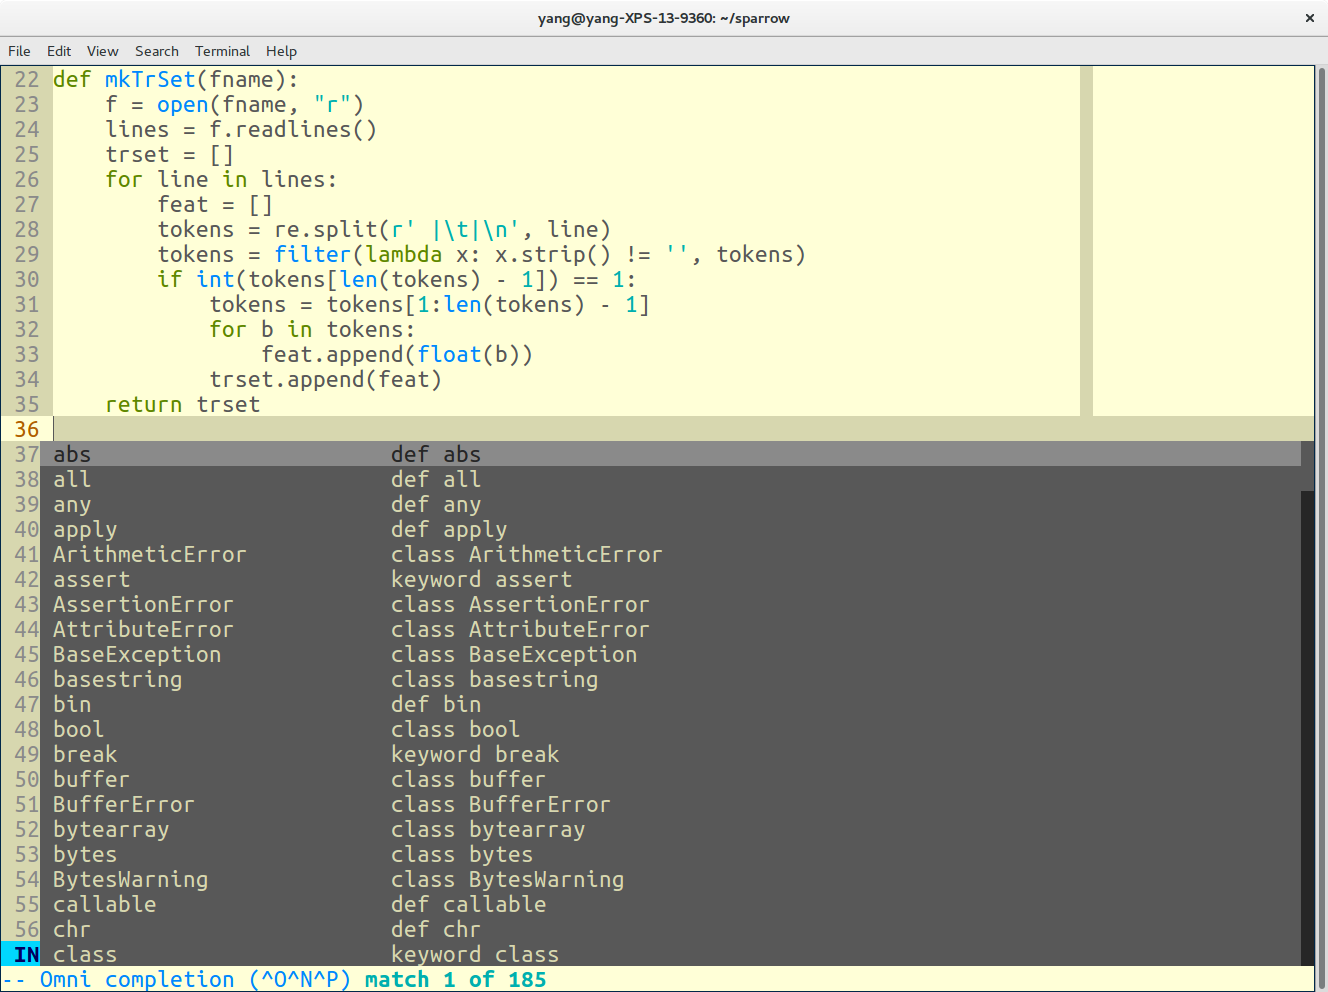 yang@yang-XPS-13-9360: ~/sparrow ×
File Edit View Search Terminal Help
22 def mkTrSet(fname):
23     f = open(fname, "r")
24     lines = f.readlines()
25     trset = []
26     for line in lines:
27         feat = []
28         tokens = re.split(r' |\t|\n', line)
29         tokens = filter(lambda x: x.strip() != '', tokens)
30         if int(tokens[len(tokens) - 1]) == 1:
31             tokens = tokens[1:len(tokens) - 1]
32             for b in tokens:
33                 feat.append(float(b))
34             trset.append(feat)
35     return trset
36
37 abs def abs
38 all def all
39 any def any
40 apply def apply
41 ArithmeticError class ArithmeticError
42 assert keyword assert
43 AssertionError class AssertionError
44 AttributeError class AttributeError
45 BaseException class BaseException
46 basestring class basestring
47 bin def bin
48 bool class bool
49 break keyword break
50 buffer class buffer
51 BufferError class BufferError
52 bytearray class bytearray
53 bytes class bytes
54 BytesWarning class BytesWarning
55 callable def callable
56 chr def chr
IN class keyword class
-- Omni completion (^O^N^P) match 1 of 185